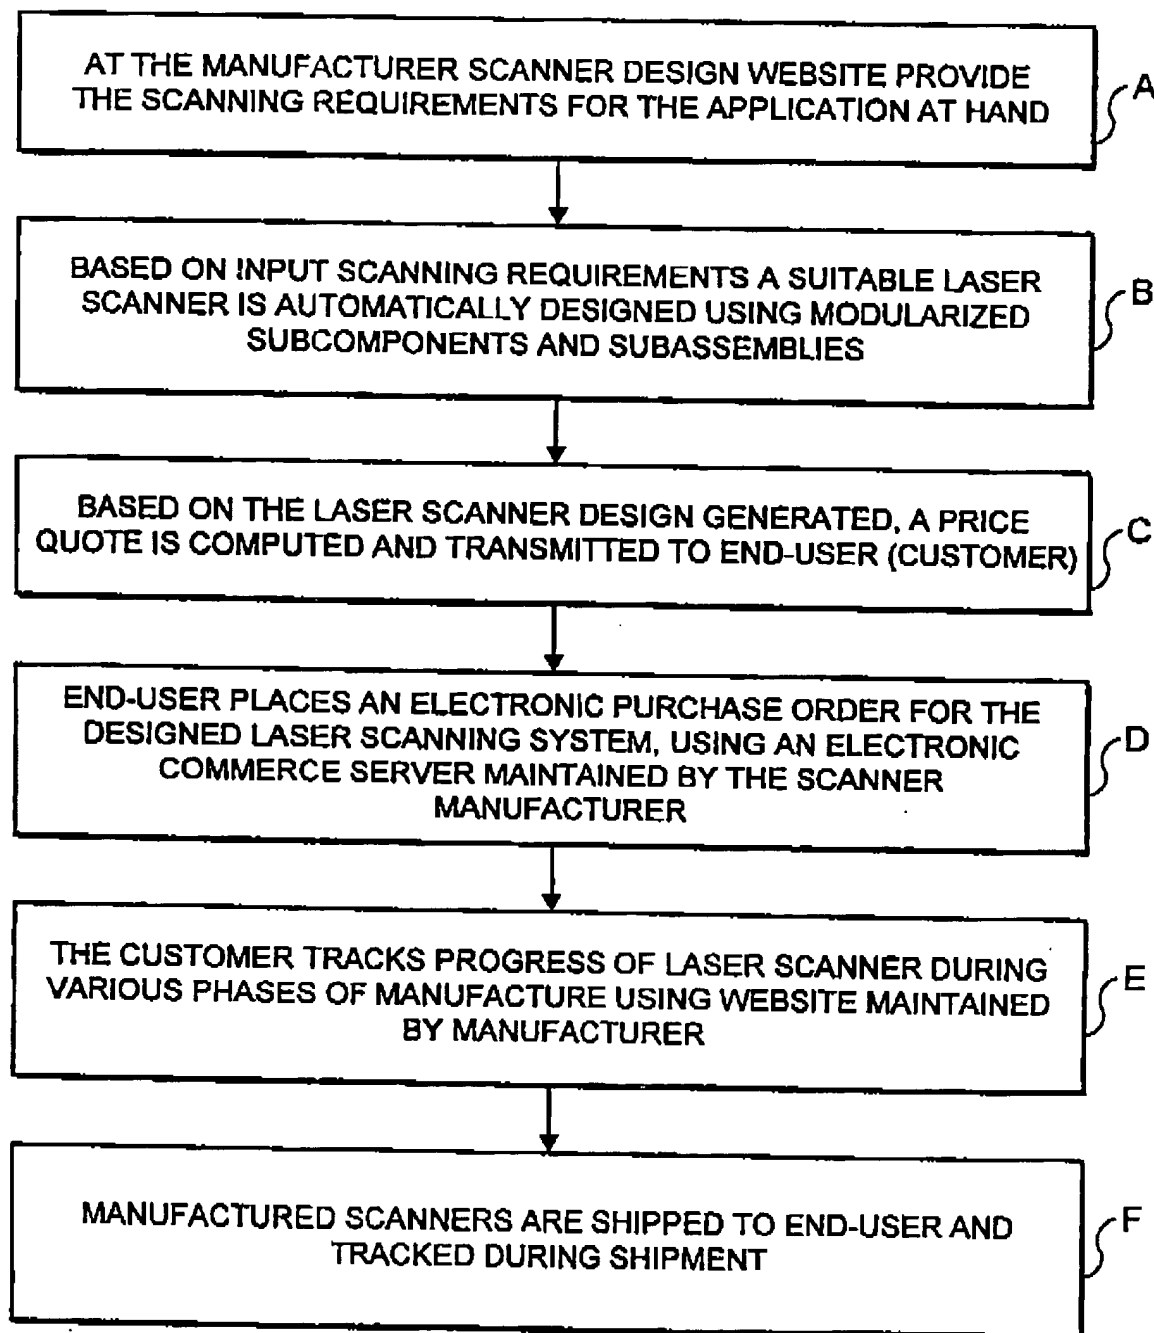 AT THE MANUFACTURER SCANNER DESIGN WEBSITE PROVIDE
THE SCANNING REQUIREMENTS FOR THE APPLICATION AT HAND
A
BASED ON INPUT SCANNING REQUIREMENTS A SUITABLE LASER
SCANNER IS AUTOMATICALLY DESIGNED USING MODULARIZED
SUBCOMPONENTS AND SUBASSEMBLIES
B
BASED ON THE LASER SCANNER DESIGN GENERATED, A PRICE
QUOTE IS COMPUTED AND TRANSMITTED TO END-USER (CUSTOMER)
C
END-USER PLACES AN ELECTRONIC PURCHASE ORDER FOR THE
DESIGNED LASER SCANNING SYSTEM, USING AN ELECTRONIC
COMMERCE SERVER MAINTAINED BY THE SCANNER
MANUFACTURER
D
THE CUSTOMER TRACKS PROGRESS OF LASER SCANNER DURING
VARIOUS PHASES OF MANUFACTURE USING WEBSITE MAINTAINED
BY MANUFACTURER
E
MANUFACTURED SCANNERS ARE SHIPPED TO END-USER AND
TRACKED DURING SHIPMENT
F